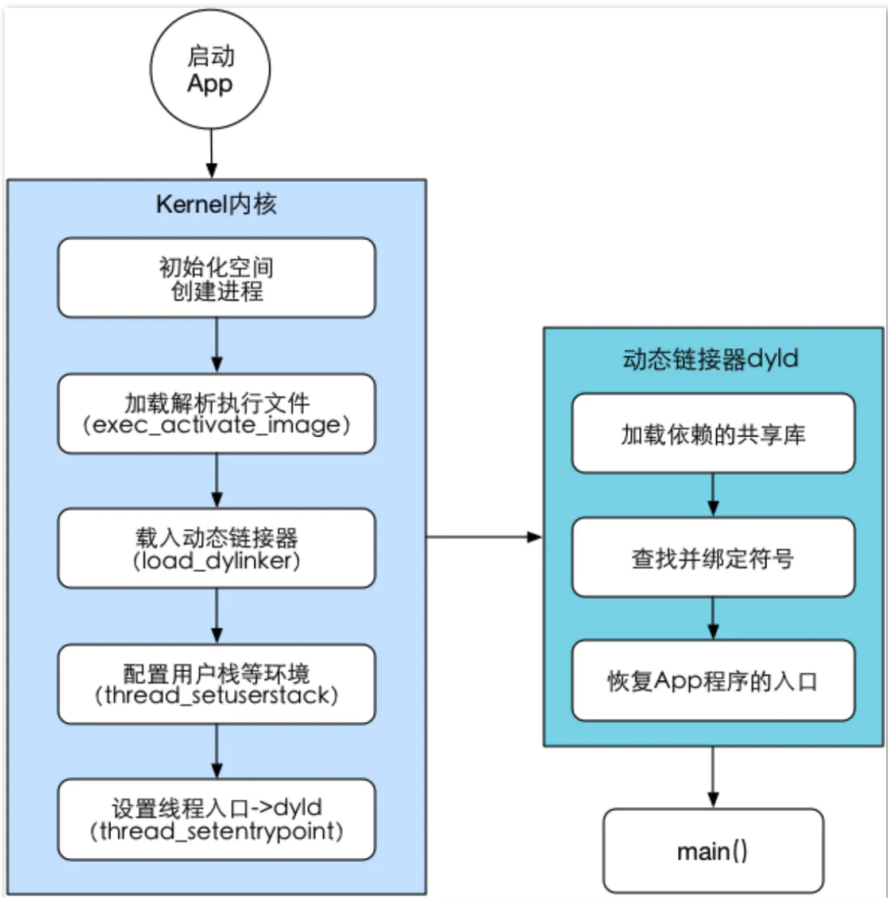 启动
App
Kernel内核
初始化空间
创建进程
加载解析执行文件
（exec_activate_image）
载入动态链接器
（load_dylinker）
配置用户栈等环境
（thread_setuserstack）
设置线程入口->dyld
（thread_setentrypoint）
动态链接器dyld
加载依赖的共享库
查找并绑定符号
恢复App程序的入口
main()